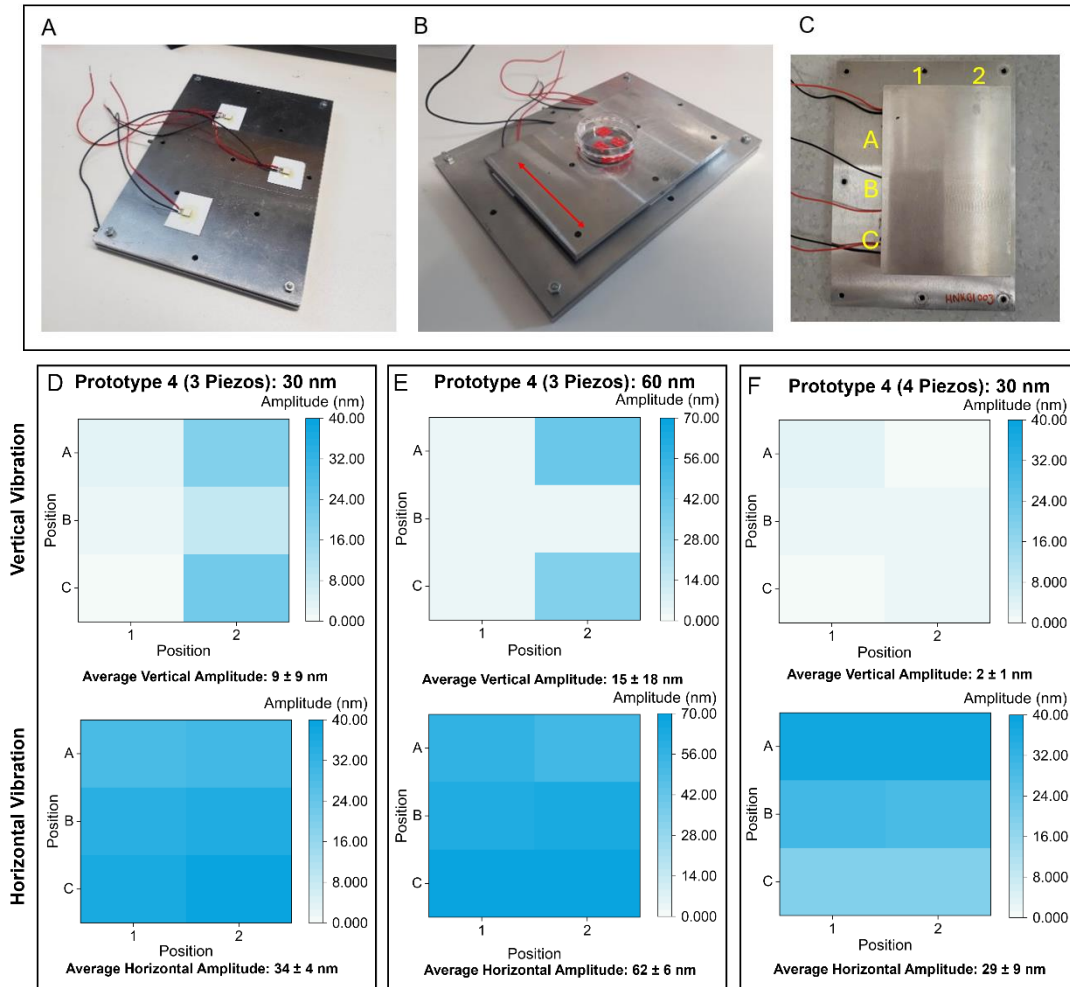 A
B
C
1 2
A
B
C
HNKB1003
D Prototype 4 (3 Piezos): 30 nm
Amplitude (nm)
40.00
32.00
24.00
16.00
8.000
0.000
A
B
C
Position
1 2
Position
Average Vertical Amplitude: 9 ± 9 nm
E Prototype 4 (3 Piezos): 60 nm
Amplitude (nm)
70.00
56.00
42.00
28.00
14.00
0.000
A
B
C
Position
1 2
Position
Average Vertical Amplitude: 15 ± 18 nm
F Prototype 4 (4 Piezos): 30 nm
Amplitude (nm)
40.00
32.00
24.00
16.00
8.000
0.000
A
B
C
Position
1 2
Position
Average Vertical Amplitude: 2 ± 1 nm
Vertical Vibration
Horizontal Vibration
Amplitude (nm)
40.00
32.00
24.00
16.00
8.000
0.000
A
B
C
Position
1 2
Position
Average Horizontal Amplitude: 34 ± 4 nm
Amplitude (nm)
70.00
56.00
42.00
28.00
14.00
0.000
A
B
C
Position
1 2
Position
Average Horizontal Amplitude: 62 ± 6 nm
Amplitude (nm)
40.00
32.00
24.00
16.00
8.000
0.000
A
B
C
Position
1 2
Position
Average Horizontal Amplitude: 29 ± 9 nm